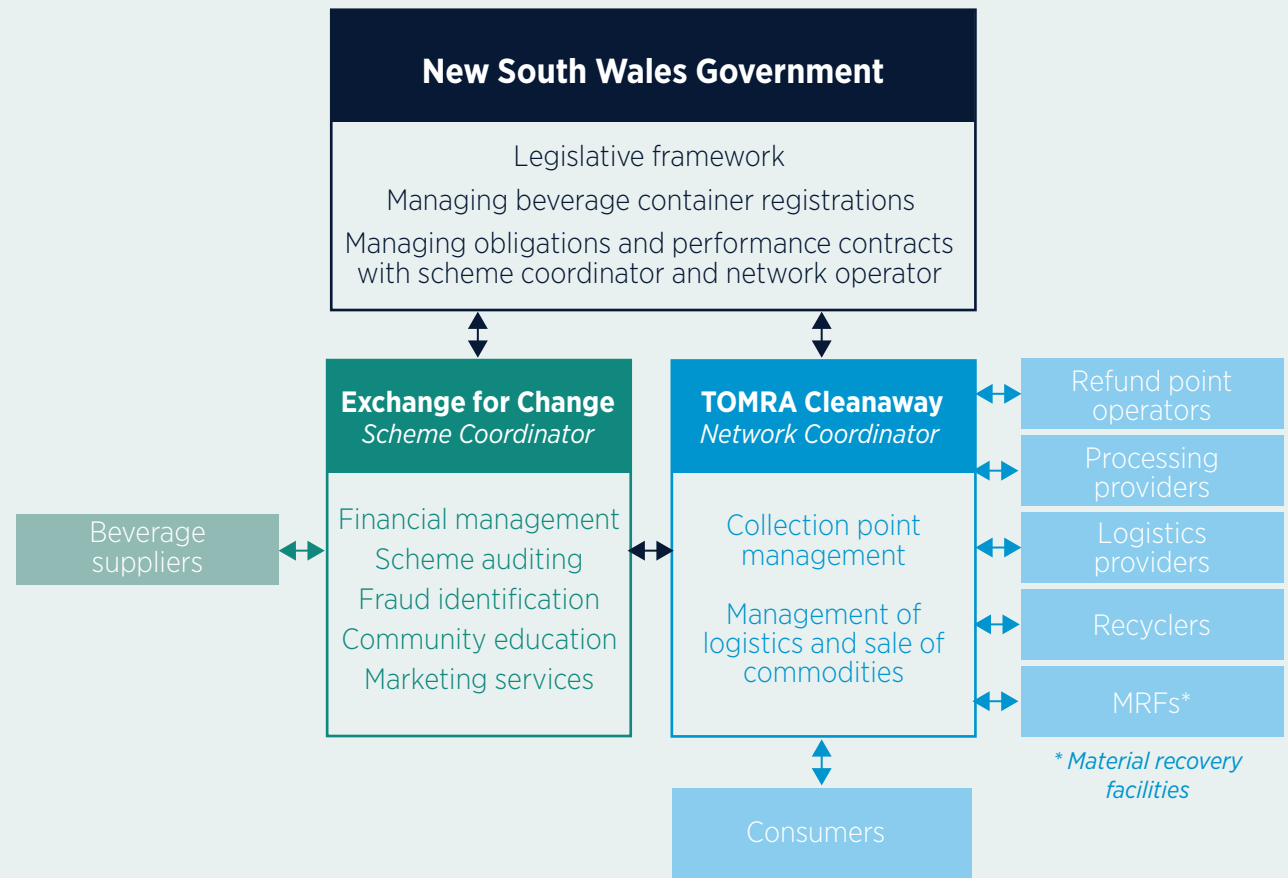 New South Wales Government
Legislative framework
Managing beverage container registrations
Managing obligations and performance contracts
with scheme coordinator and network operator
Exchange for Change
Scheme Coordinator
Financial management
Scheme auditing
Fraud identification
Community education
Marketing services
Beverage
suppliers
TOMRA Cleanaway
Network Coordinator
Collection point
management
Management of
logistics and sale of
commodities
Refund point
operators
Processing
providers
Logistics
providers
Recyclers
MRFs*
* Material recovery
facilities
Consumers